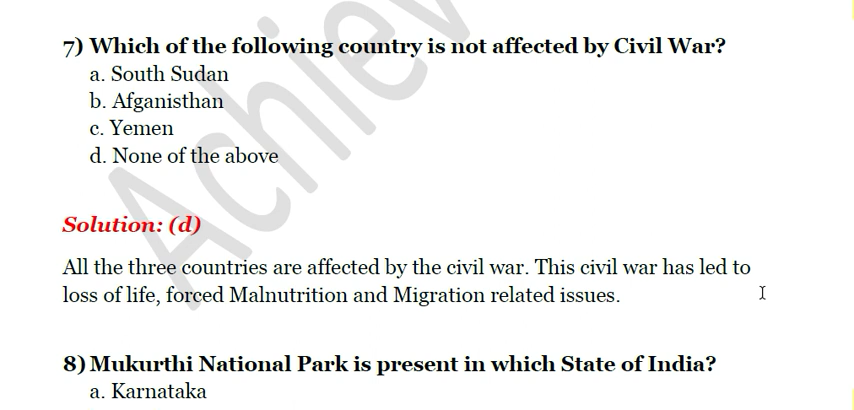 7) Which of the following country is not affected by Civil War?
a. South Sudan
b. Afganisthan
c. Yemen
d. None of the above
Solution: (d)
All the three countries are affected by the civil war. This civil war has led to
loss of life, forced Malnutrition and Migration related issues.
8) Mukurthi National Park is present in which State of India?
a. Karnataka